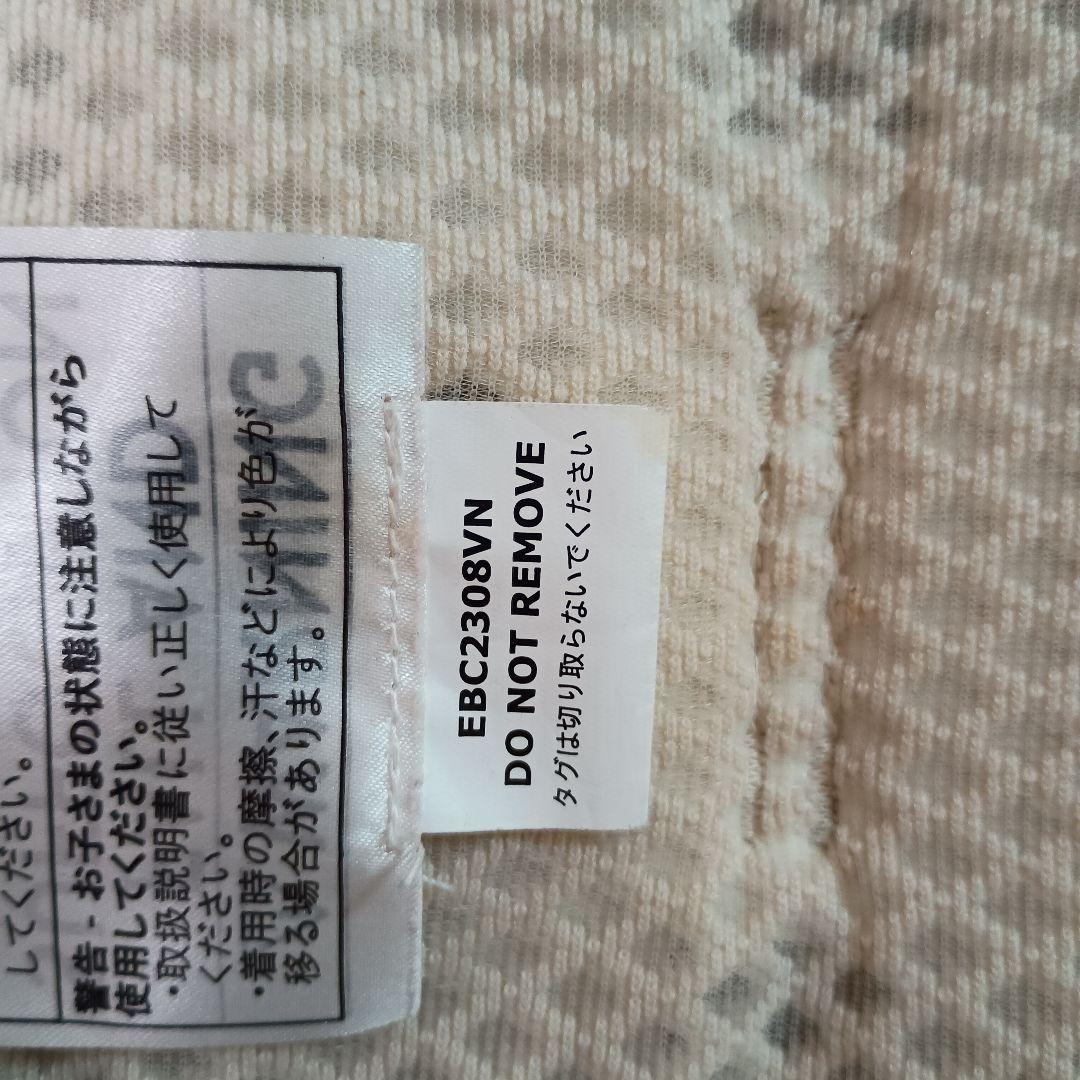 してください。
警告 - お子さまの状態に注意しながら
使用してください。
・取扱説明書に従い正しく使用して
ください。
・着用時の摩擦、汗などにより色が
移る場合があります。
EBC2308VN
DO NOT REMOVE
タグは切り取らないでください